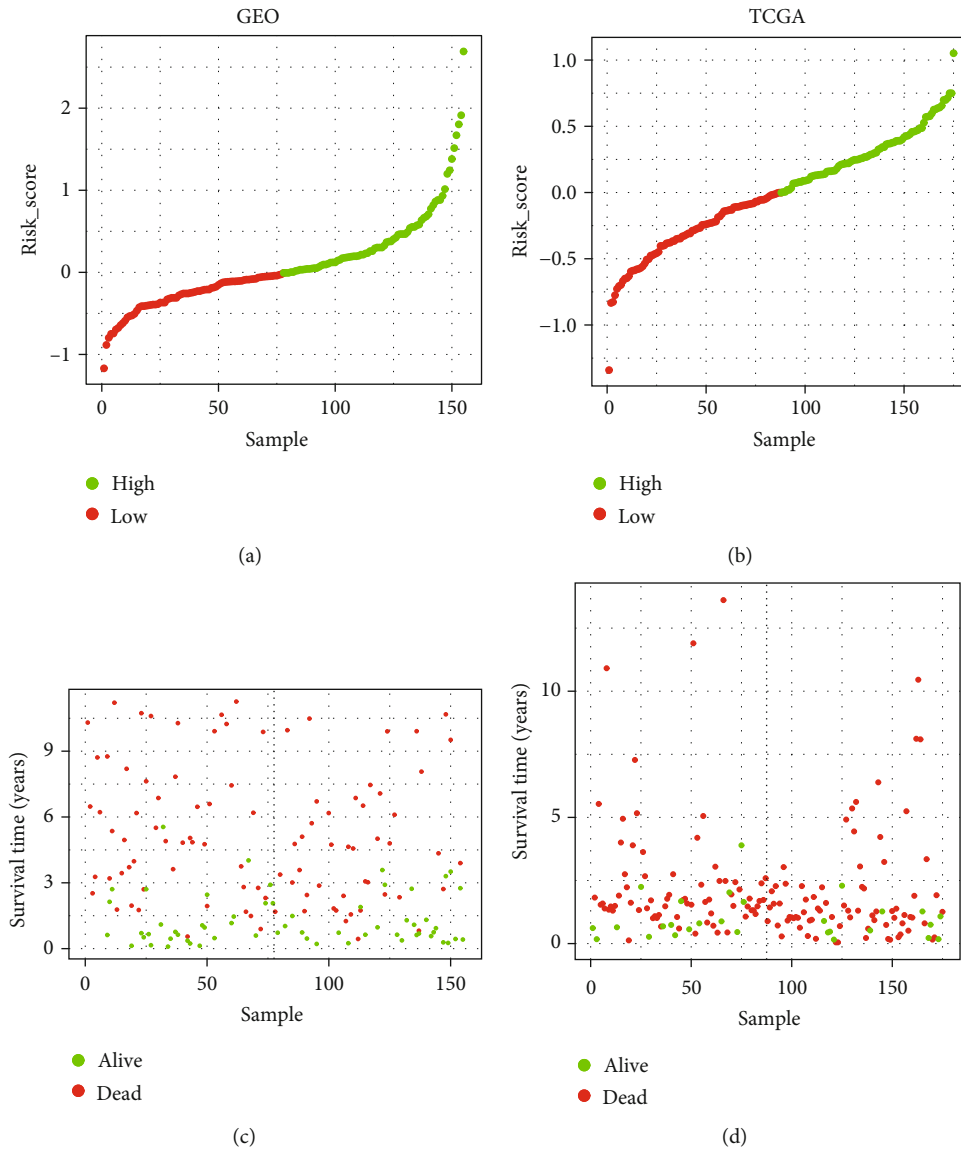 GEO
2
1
0
−1
Risk_score
0 50 100 150
Sample
High
Low
(a)
TCGA
1.0
0.5
0.0
−0.5
−1.0
Risk_score
0 50 100 150
Sample
High
Low
(b)
9
6
3
0
Survival time (years)
0 50 100 150
Sample
Alive
Dead
(c)
10
5
0
Survival time (years)
0 50 100 150
Sample
Alive
Dead
(d)